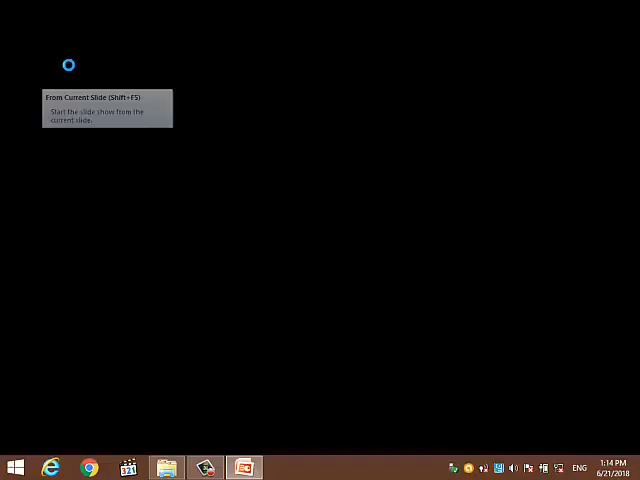 From Current Slide (Shift+F5)
Start the slide show from the
current slide.
321
ENG
1:14 PM
6/21/2018